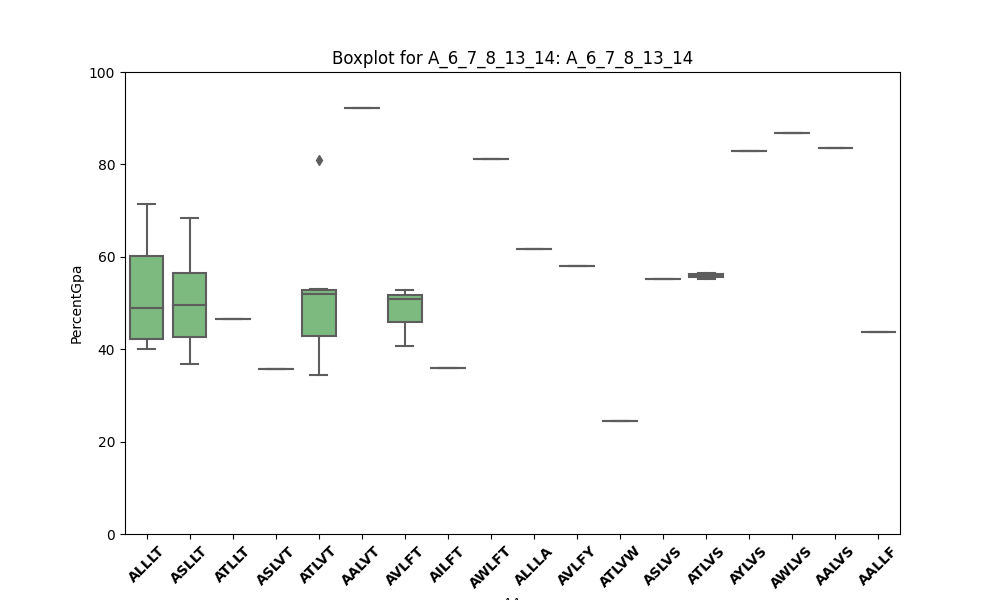 Boxplot for A_6_7_8_13_14: A_6_7_8_13_14
100
80
60
40
20
0
PercentGpa
ALLLT ASLLT ATLLT ASLVT ATLVT AALVT AVLFT AILFT AWLFT ALLLA AVLFY ATLVW ASLVS ATLVS AYLVS AWLVS AALVS AALLF